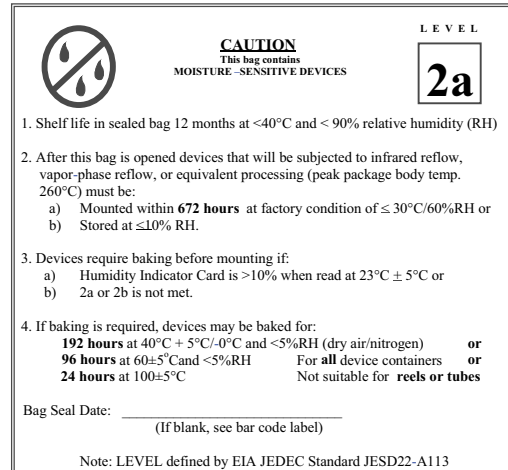 LEVEL
CAUTION
This bag contains
MOISTURE –SENSITIVE DEVICES
2a
1. Shelf life in sealed bag 12 months at <40°C and < 90% relative humidity (RH)
2. After this bag is opened devices that will be subjected to infrared reflow,
vapor-phase reflow, or equivalent processing (peak package body temp.
260°C) must be:
a) Mounted within 672 hours at factory condition of ≤ 30°C/60%RH or
b) Stored at ≤10% RH.
3. Devices require baking before mounting if:
a) Humidity Indicator Card is >10% when read at 23°C ± 5°C or
b) 2a or 2b is not met.
4. If baking is required, devices may be baked for:
192 hours at 40°C + 5°C/-0°C and <5%RH (dry air/nitrogen) or
96 hours at 60±5°Cand <5%RH For all device containers or
24 hours at 100±5°C Not suitable for reels or tubes
Bag Seal Date: ______________________________
(If blank, see bar code label)
Note: LEVEL defined by EIA JEDEC Standard JESD22-A113